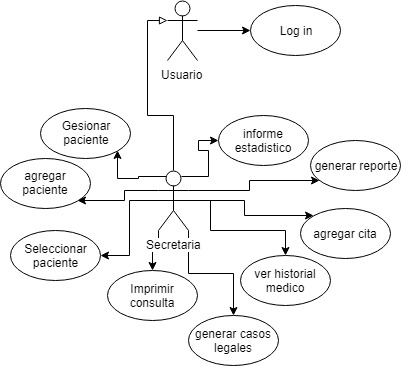 Log in
Usuario
Gesionar
paciente
informe
estadistico
agregar
paciente
generar reporte
Seleccionar
paciente
Secretaria
agregar cita
Imprimir
consulta
ver historial
medico
generar casos
legales